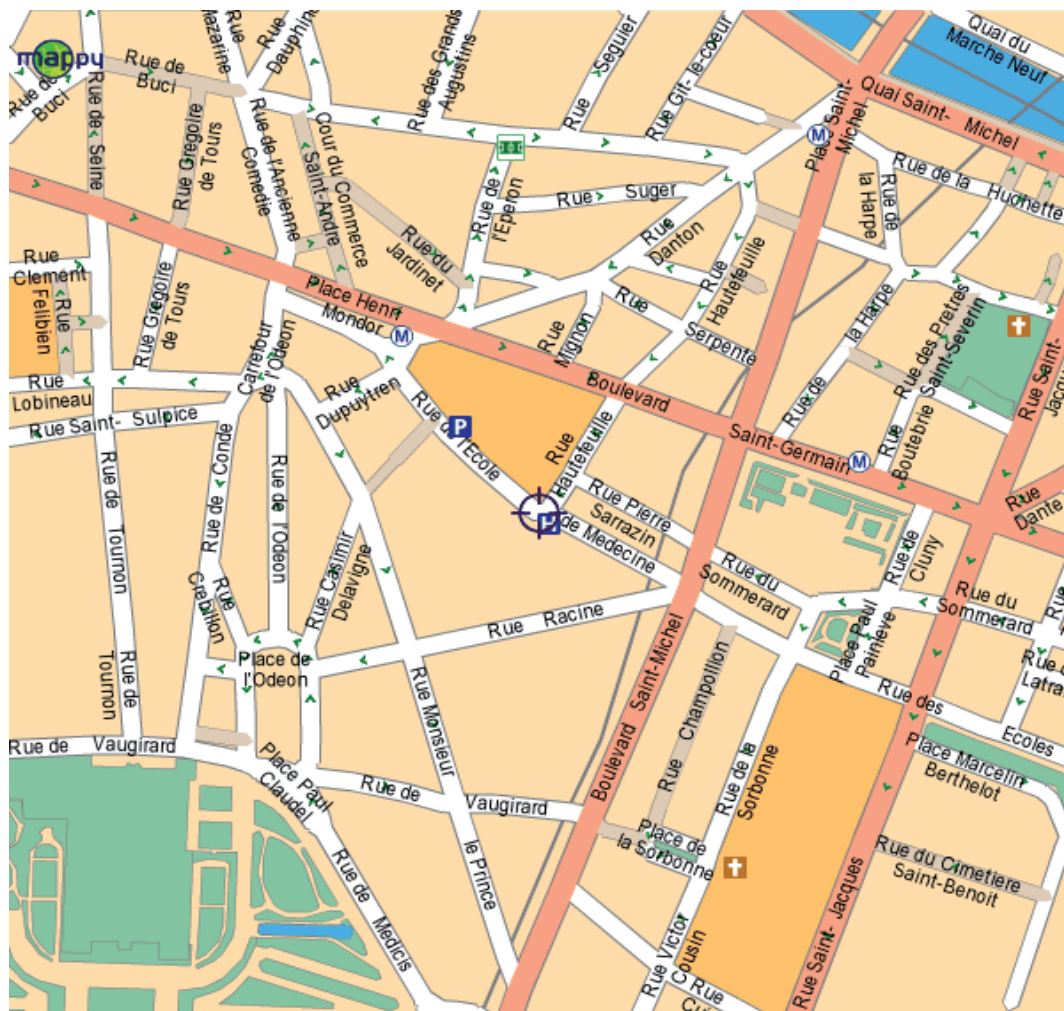 mappy
Rue de
Buci
Rue de
Buci
Mazarine
Rue
Dauphine
Rue des Grands
Augustins
Rue Seguier
Rue Git-le-coeur
Place Saint-
Michel
Quai Saint- Michel
Quai du
Marche Neuf
Rue de Seine
Rue Gregoire
de Tours
Rue de l'Ancienne
Comedie
Cour du Commerce
Saint-Andre
Rue du
Jardinet
Rue de
l'Eperon
Rue Suger
Rue
Danton
Rue
Hautefeuille
Rue de
la Harpe
Rue de la Huchette
Rue
Clement
Rue
Felibien
Rue Gregoire
de Tours
Place Henri
Mondor
M
M
Rue
Mignon
Rue
Serpente
Rue de la Harpe
Rue des Pretres
Saint-Severin
Rue
Boutebrie
Rue Saint-
Jacques
Rue
Lobineau
Rue Saint- Sulpice
Carrefour
de l'Odeon
Rue
Dupuytren
Rue de l'Ecole
de Medecine
P
H
Rue
Hautefeuille
Boulevard
Saint-Germain
M
Rue
Dante
Rue de Tournon
Rue de Conde
Rue de l'Odeon
Rue Casimir
Delavigne
Rue
Crebillon
Rue Pierre
Sarrazin
Rue du
Sommerard
Rue de
Cluny
Rue du
Sommerard
Place Paul
Painleve
Rue Racine
Place de
l'Odeon
Rue de
Tournon
Rue Monsieur
le Prince
Boulevard Saint-Michel
Rue Champollion
Rue de la
Sorbonne
Rue des
Ecoles
Place Marcelin
Berthelot
Rue de Vaugirard
Place Paul
Claudel
Rue de Vaugirard
Place de
la Sorbonne
Rue de Medicis
Rue Victor
Cousin
Rue
Rue Saint- Jacques
Rue du Cimetiere
Saint-Benoit